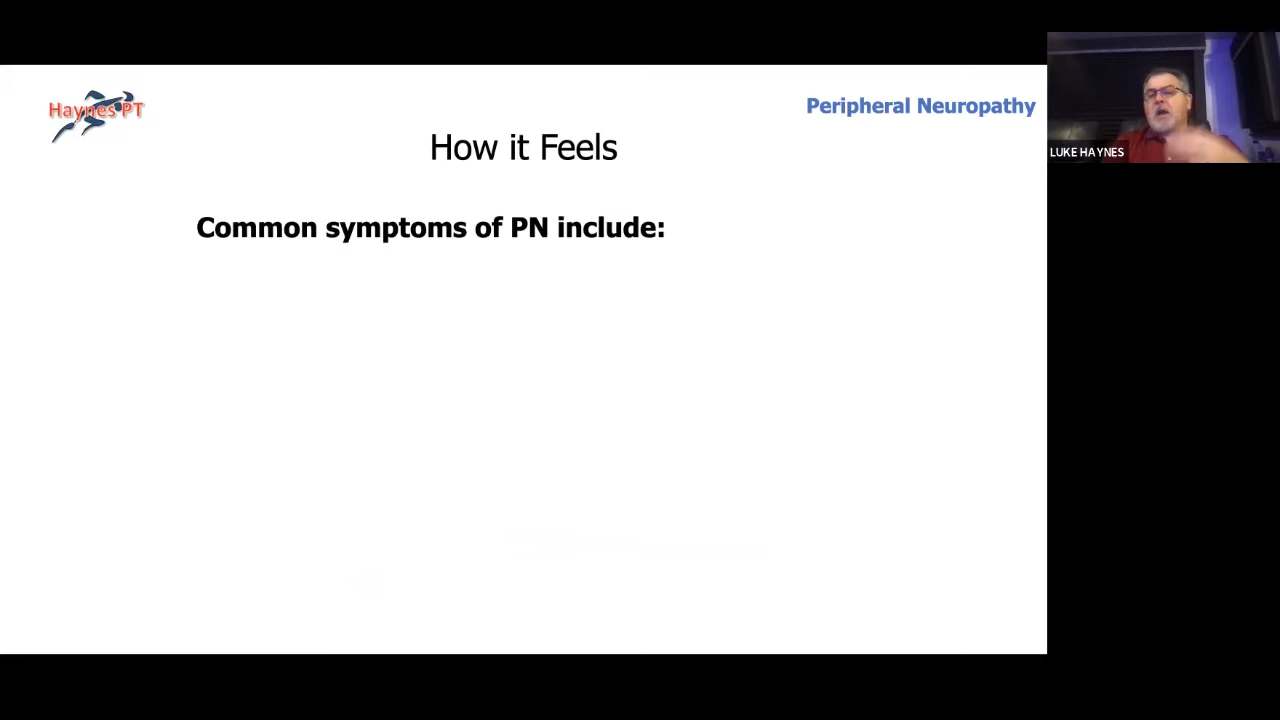 Haynes PT
Peripheral Neuropathy
How it Feels
Common symptoms of PN include:
LUKE HAYNES